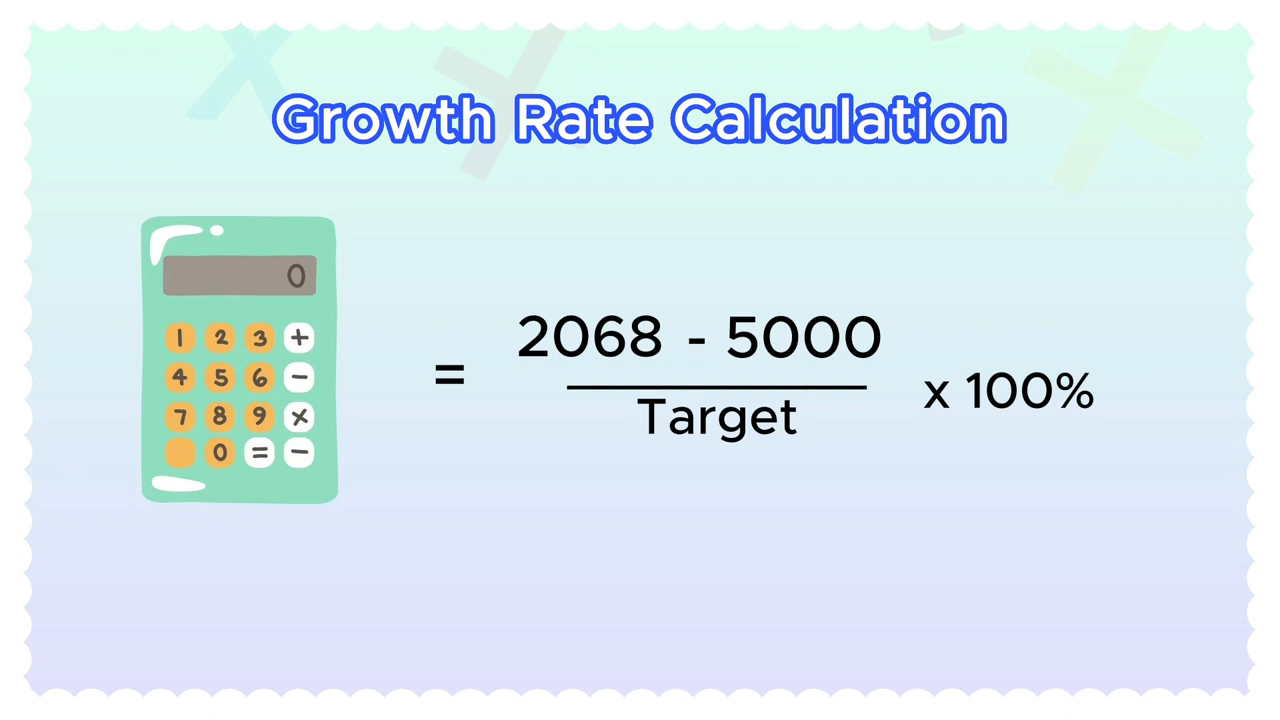 Growth Rate Calculation
0
1 2 3 +
4 5 6 −
7 8 9 ×
0 = −
= 2068 - 5000
Target
x 100%